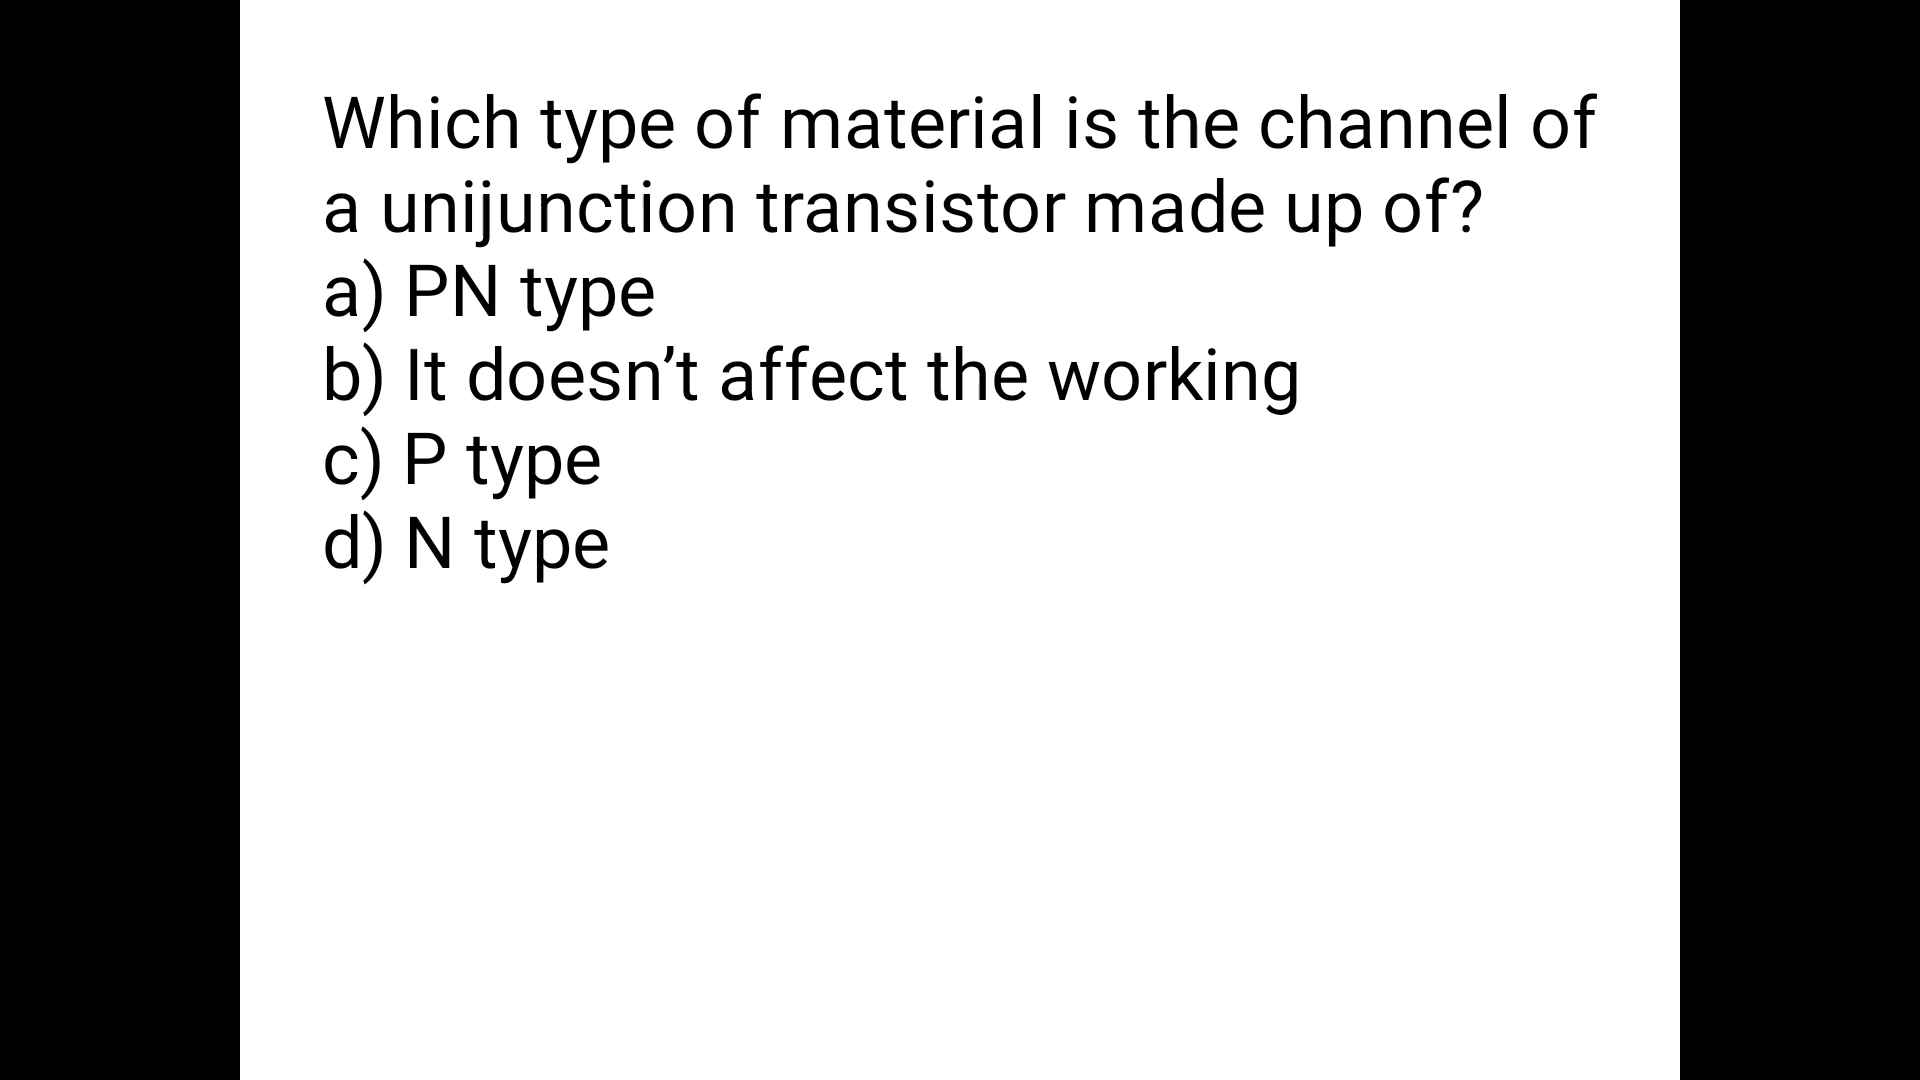 Which type of material is the channel of
a unijunction transistor made up of?
a) PN type
b) It doesn’t affect the working
c) P type
d) N type